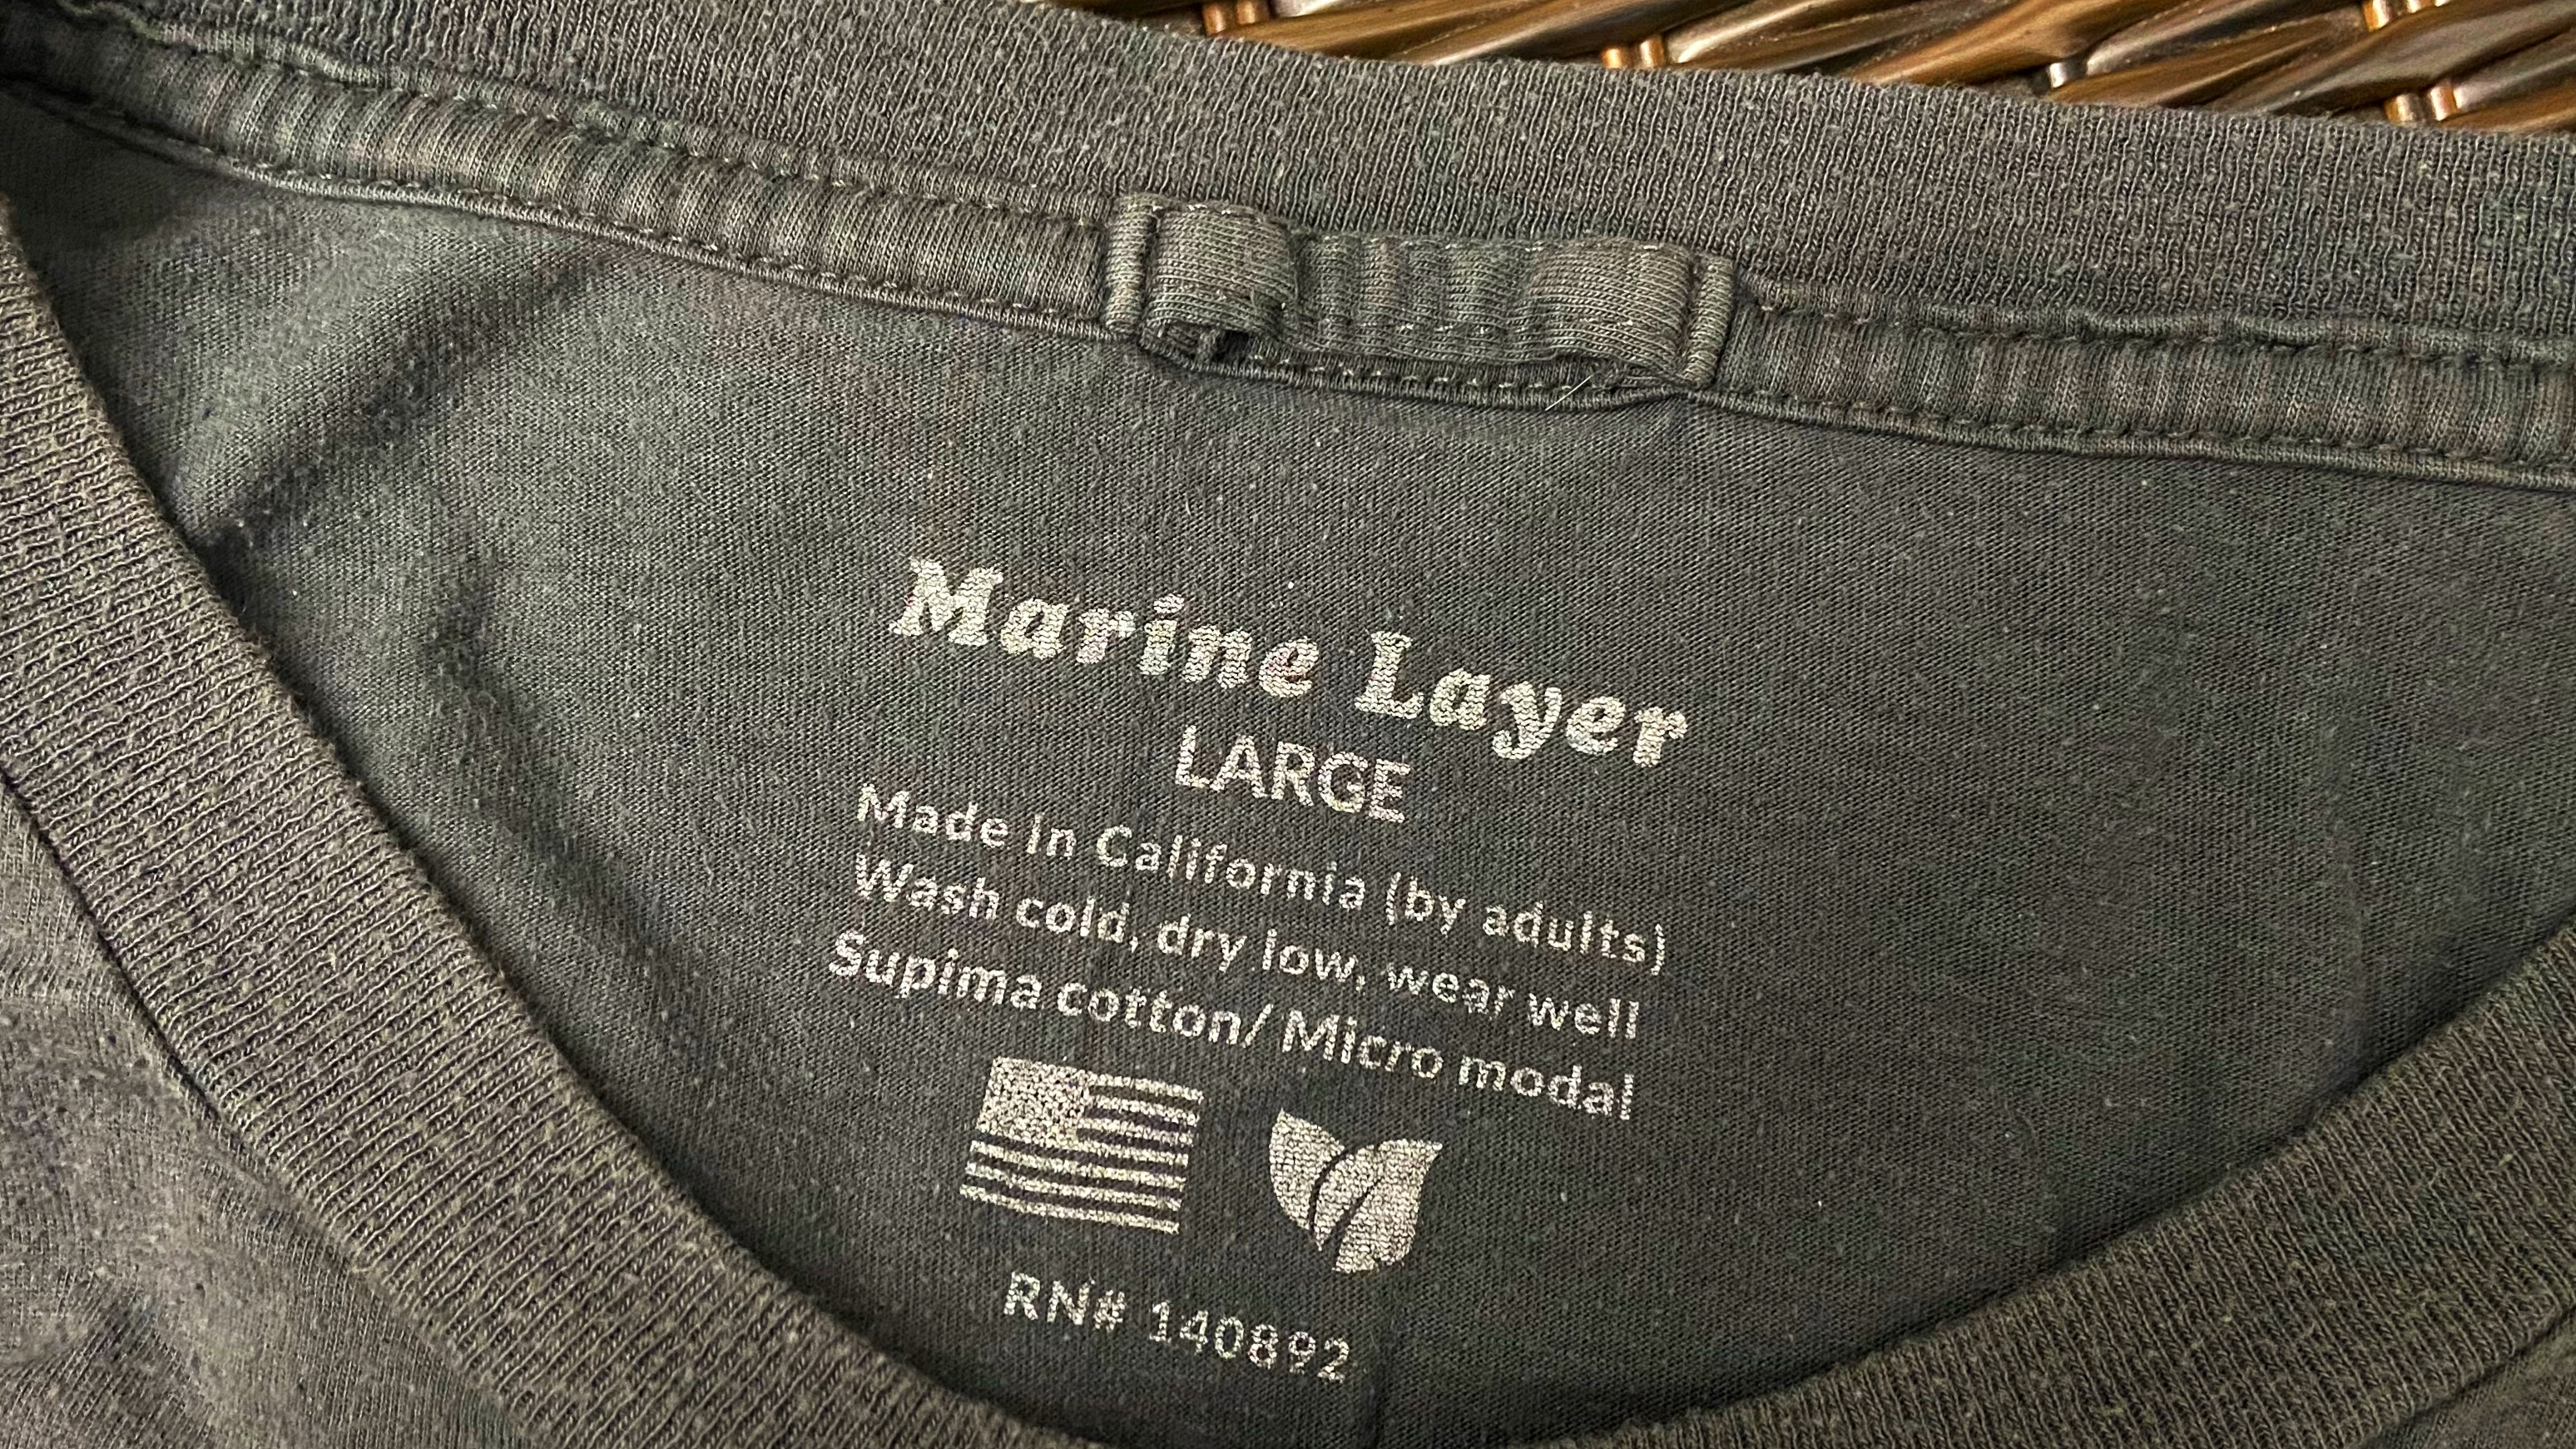 Marine Layer
LARGE
Made in California (by adults)
Wash cold, dry low, wear well
Supima cotton/ Micro modal
RN# 140892